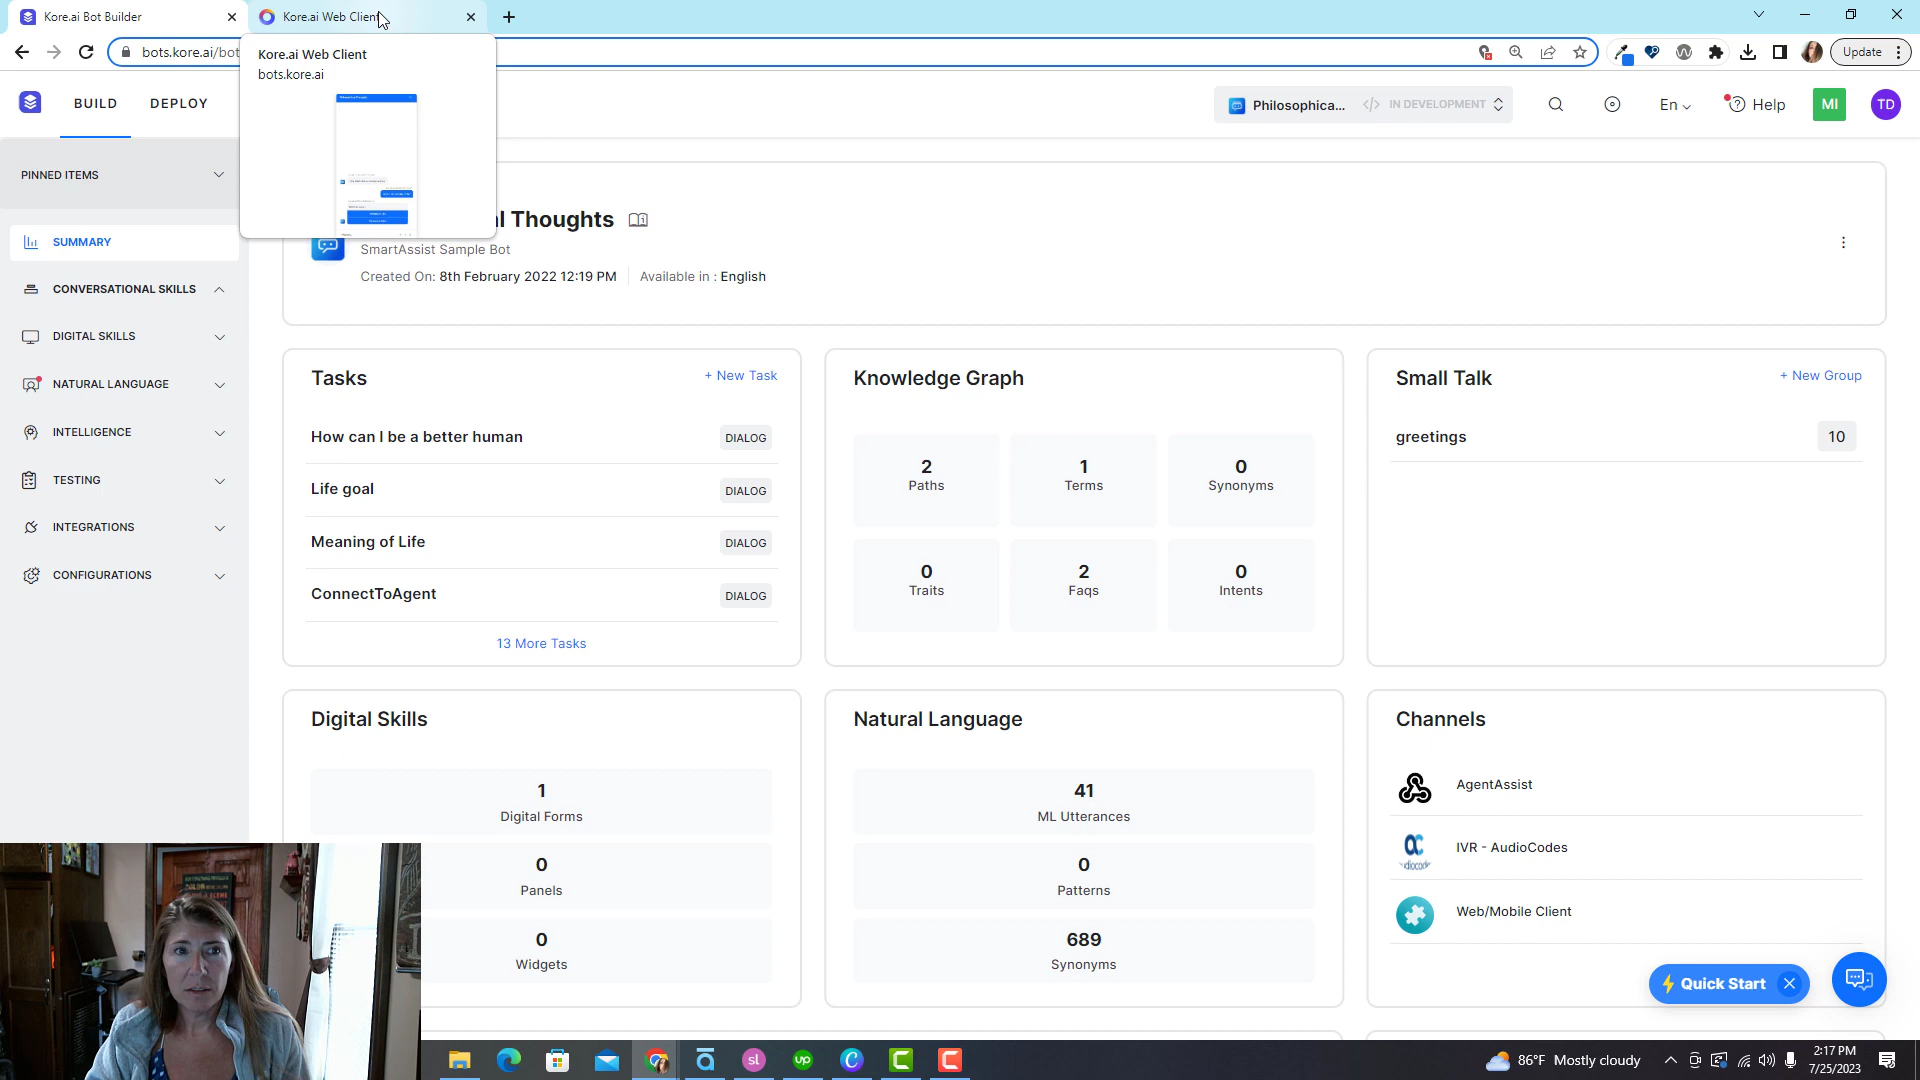 Kore.ai Bot Builder
Kore.ai Web Client
bots.kore.ai/bot
Update
Kore.ai Web Client
bots.kore.ai
BUILD
DEPLOY
Philosophica...
</> IN DEVELOPMENT
En
Help
MI
TD
PINNED ITEMS
SUMMARY
CONVERSATIONAL SKILLS
DIGITAL SKILLS
NATURAL LANGUAGE
INTELLIGENCE
TESTING
INTEGRATIONS
CONFIGURATIONS
l Thoughts
SmartAssist Sample Bot
Created On: 8th February 2022 12:19 PM
Available in : English
Tasks
+ New Task
How can I be a better human
DIALOG
Life goal
DIALOG
Meaning of Life
DIALOG
ConnectToAgent
DIALOG
13 More Tasks
Knowledge Graph
2
Paths
1
Terms
0
Synonyms
0
Traits
2
Faqs
0
Intents
Small Talk
+ New Group
greetings
10
Digital Skills
1
Digital Forms
0
Panels
0
Widgets
Natural Language
41
ML Utterances
0
Patterns
689
Synonyms
Channels
AgentAssist
IVR - AudioCodes
Web/Mobile Client
Quick Start
86°F Mostly cloudy
2:17 PM
7/25/2023